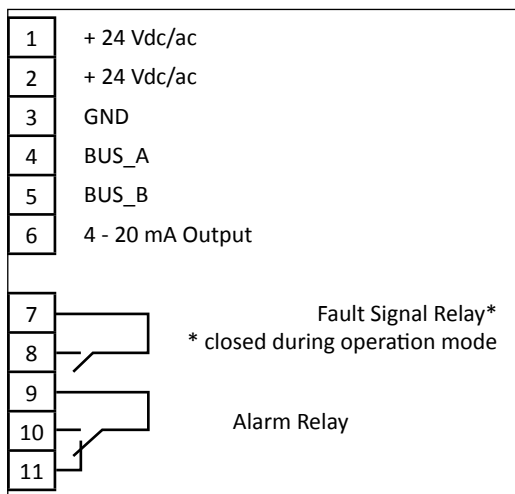 1 + 24 Vdc/ac
2 + 24 Vdc/ac
3 GND
4 BUS_A
5 BUS_B
6 4 - 20 mA Output
7 Fault Signal Relay*
8 * closed during operation mode
9
10 Alarm Relay
11